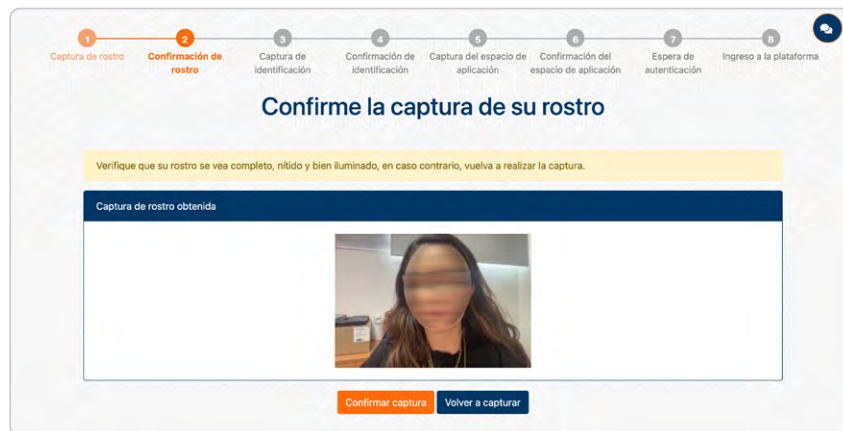 1 2 3 4 5 6 7 8
Captura de rostro Confirmación de Captura de Confirmación de Captura del espacio de Confirmación del Espera de Ingreso a la plataforma
rostro identificación identificación aplicación espacio de aplicación autenticación
Confirme la captura de su rostro
Verifique que su rostro se vea completo, nítido y bien iluminado, en caso contrario, vuelva a realizar la captura.
Captura de rostro obtenida
Confirmar captura Volver a capturar